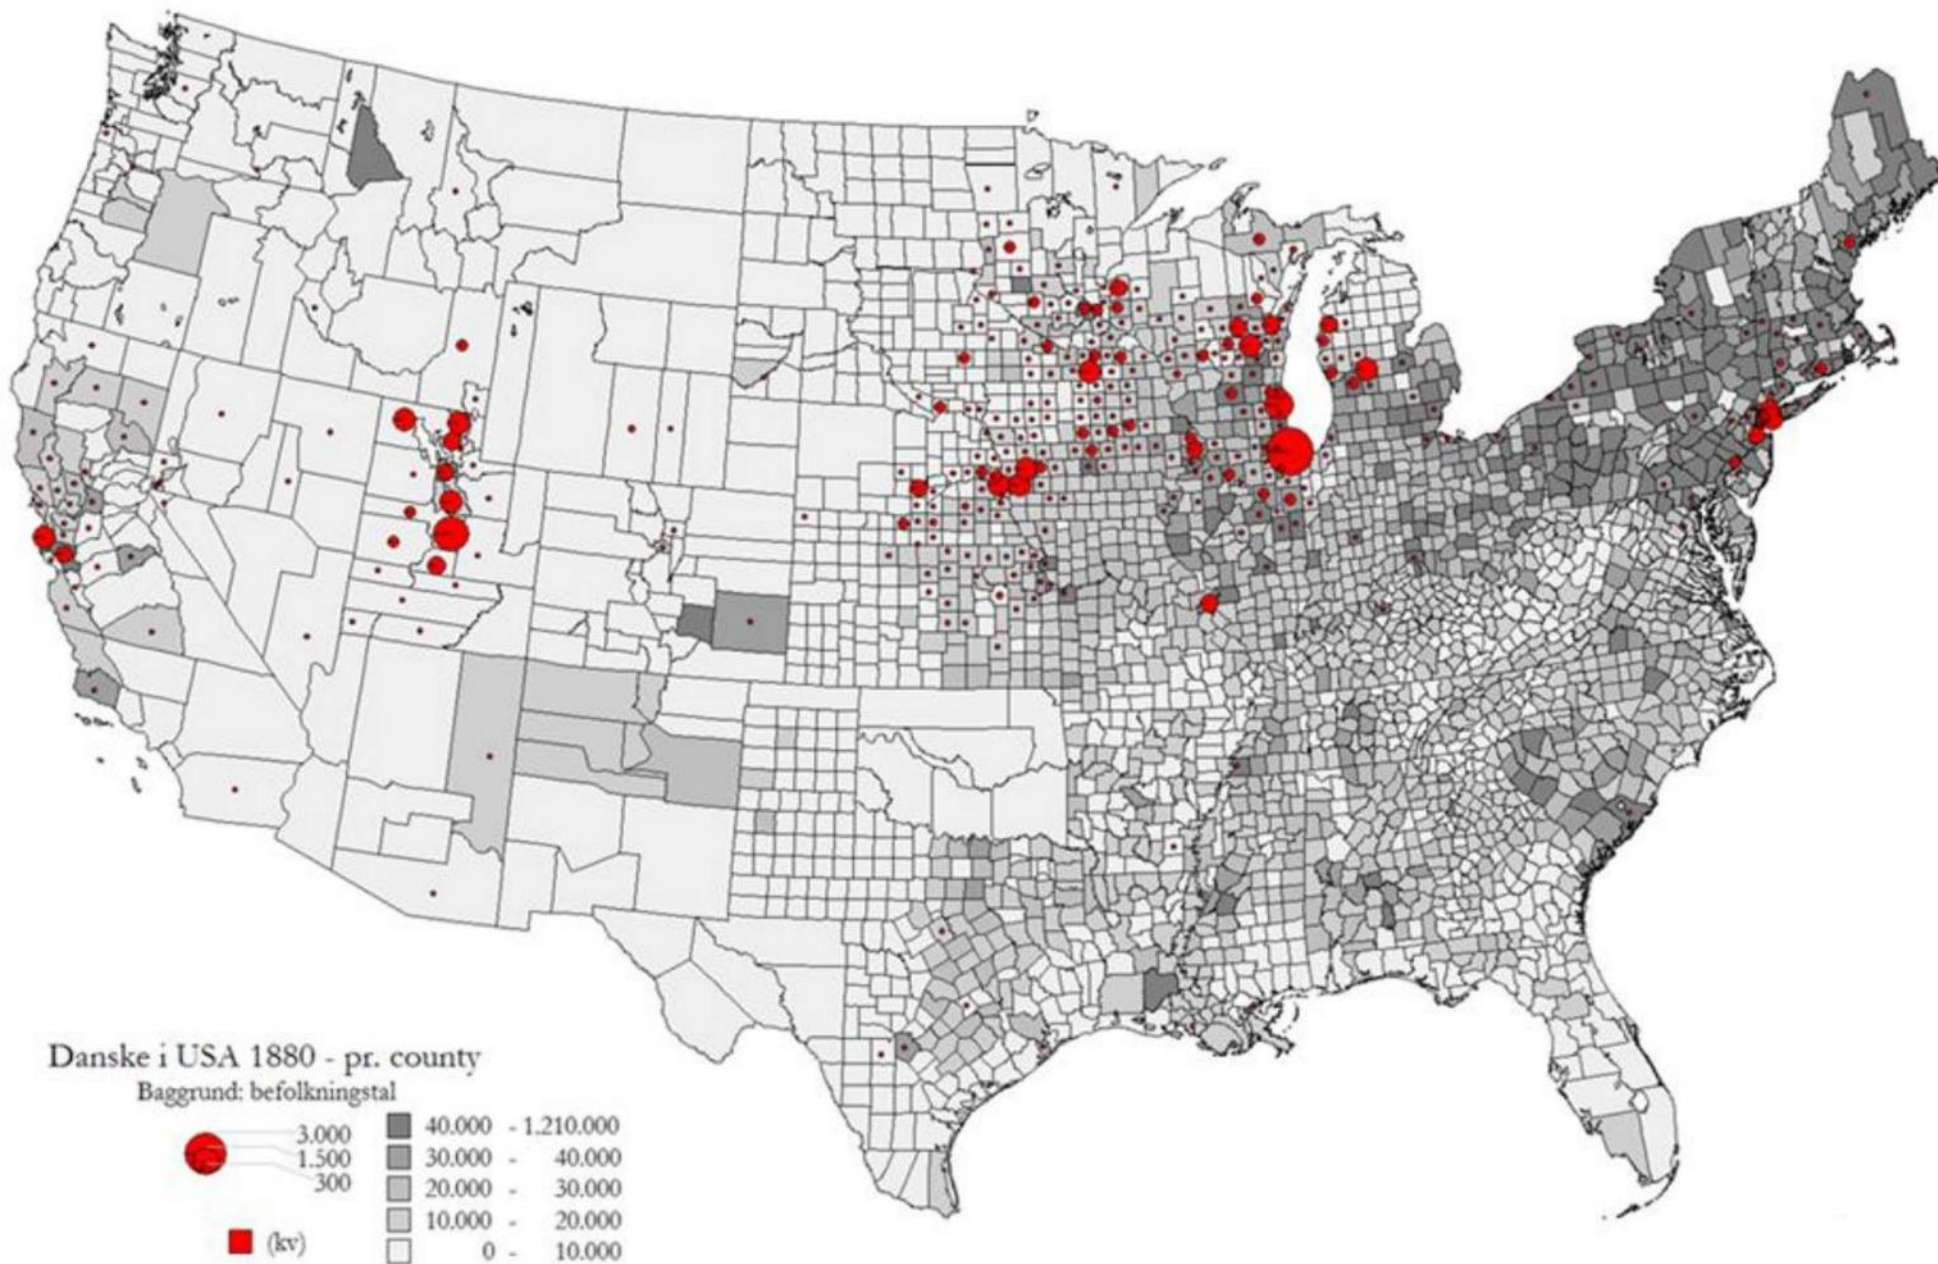 Danske i USA 1880 - pr. county
Baggrund: befolkningstal
3.000
1.500
300
(kv)
40.000 - 1.210.000
30.000 - 40.000
20.000 - 30.000
10.000 - 20.000
0 - 10.000